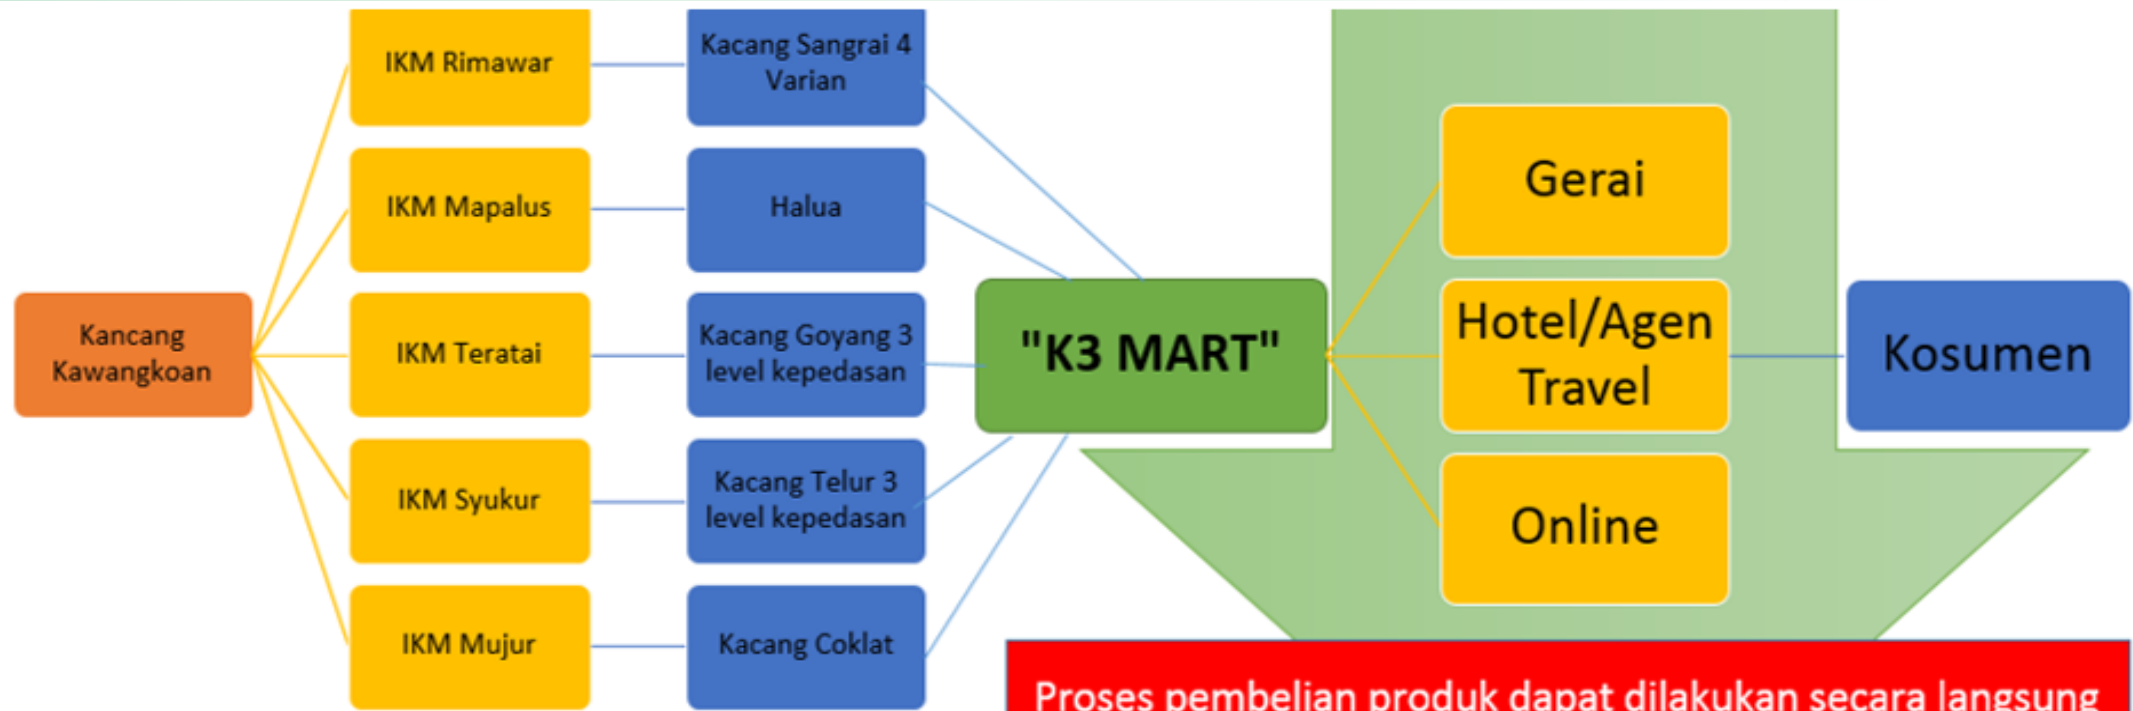 Kancang
Kawangkoan
IKM Rimawar
IKM Mapalus
IKM Teratai
IKM Syukur
IKM Mujur
Kacang Sangrai 4
Varian
Halua
Kacang Goyang 3
level kepedasan
Kacang Telur 3
level kepedasan
Kacang Coklat
"K3 MART"
Gerai
Hotel/Agen
Travel
Online
Kosumen
Proses pembelian produk dapat dilakukan secara langsung